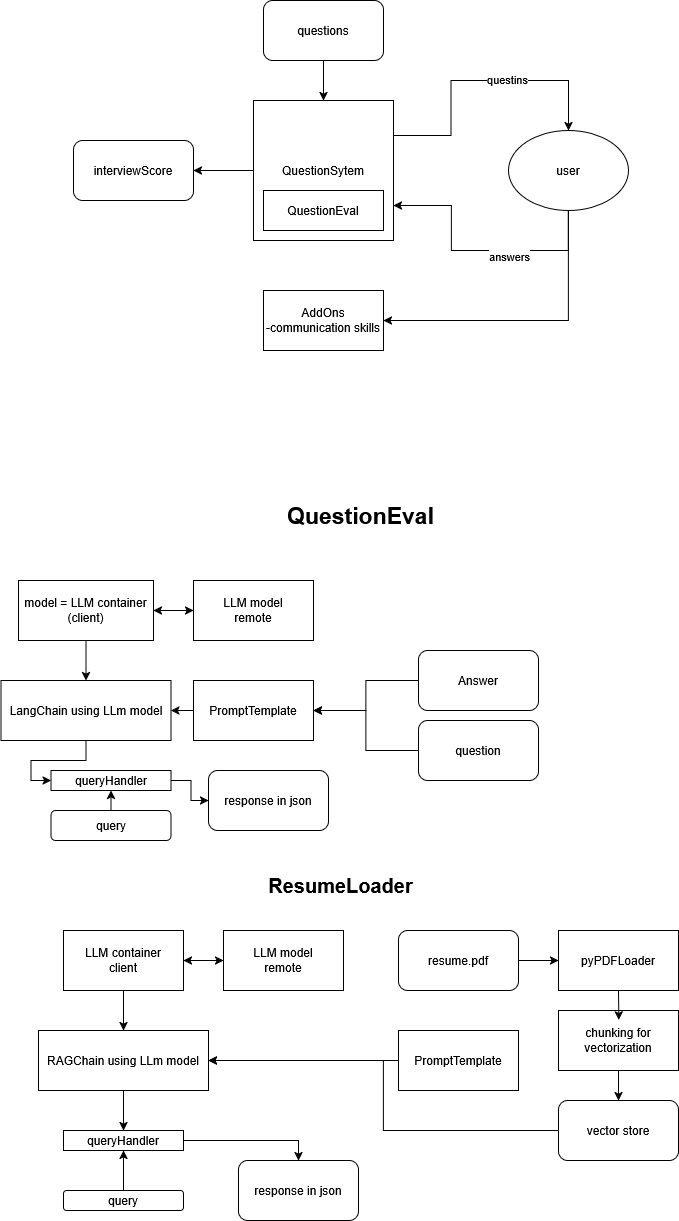 questions
questins
QuestionSytem
interviewScore
user
QuestionEval
answers
AddOns
-communication skills
QuestionEval
model = LLM container
(client)
LLM model
remote
LangChain using LLm model
PromptTemplate
Answer
question
queryHandler
response in json
query
ResumeLoader
LLM container
client
LLM model
remote
resume.pdf
pyPDFLoader
chunking for
vectorization
RAGChain using LLm model
PromptTemplate
vector store
queryHandler
response in json
query